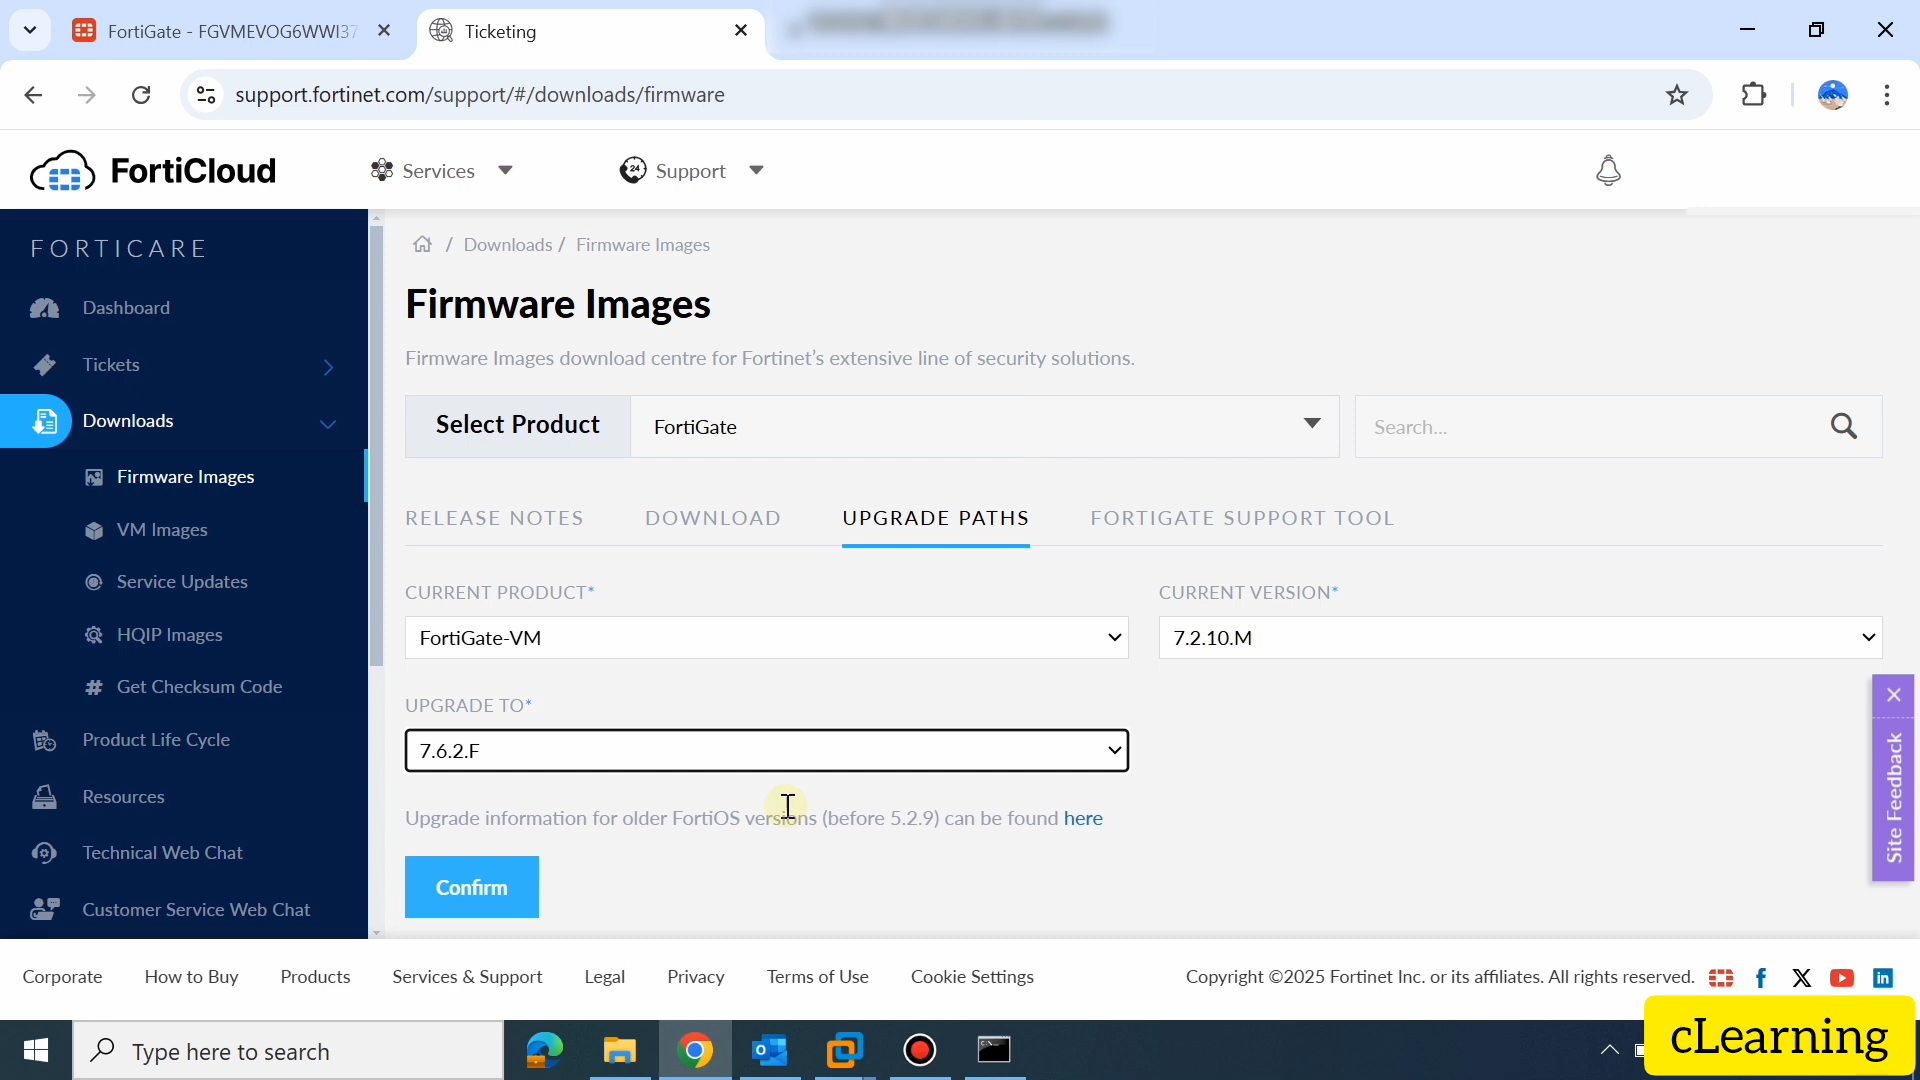 FortiGate - FGVMEVOG6WWI37
Ticketing
support.fortinet.com/support/#/downloads/firmware
FortiCloud
Services
24
Support
FORTICARE
Dashboard
Tickets
Downloads
Firmware Images
VM Images
Service Updates
HQIP Images
Get Checksum Code
Product Life Cycle
Resources
Technical Web Chat
Customer Service Web Chat
/ Downloads / Firmware Images
Firmware Images
Firmware Images download centre for Fortinet's extensive line of security solutions.
Select Product
FortiGate
Search...
RELEASE NOTES
DOWNLOAD
UPGRADE PATHS
FORTIGATE SUPPORT TOOL
CURRENT PRODUCT*
CURRENT VERSION*
FortiGate-VM
7.2.10.M
UPGRADE TO*
7.6.2.F
Upgrade information for older FortiOS versions (before 5.2.9) can be found here
Confirm
Site Feedback
Corporate
How to Buy
Products
Services & Support
Legal
Privacy
Terms of Use
Cookie Settings
Copyright ©2025 Fortinet Inc. or its affiliates. All rights reserved.
Type here to search
cLearning